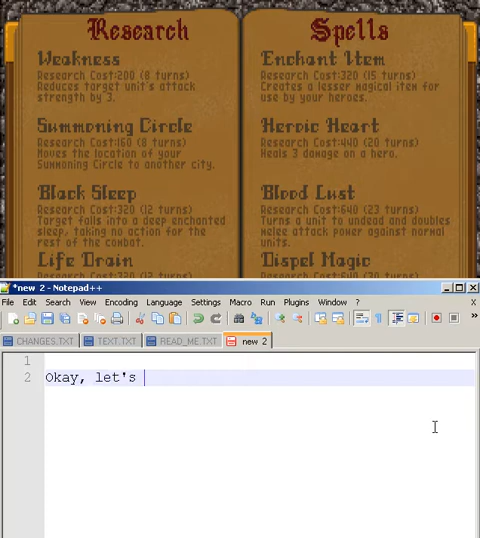 Research Spells
Weakness
Research Cost:200 (8 turns)
Reduces target unit's attack
strength by 3.
Summoning Circle
Research Cost:160 (8 turns)
Moves the location of your
Summoning Circle to another city.
Black Sleep
Research Cost:320 (12 turns)
Target falls into a deep enchanted
sleep, taking no action for the
rest of the combat.
Life Drain
Research Cost:320 (12 turns)
Enchant Item
Research Cost:320 (15 turns)
Creates a lesser magical item for
use by your heroes.
Heroic Heart
Research Cost:440 (20 turns)
Heals 3 damage on a hero.
Blood Lust
Research Cost:640 (23 turns)
Turns a unit to undead and doubles
melee attack power against normal
units.
Dispel Magic
*new 2 - Notepad++
File Edit Search View Encoding Language Settings Macro Run Plugins Window ? X
CHANGES.TXT TEXT.TXT READ_ME.TXT new 2
1
2 Okay, let's